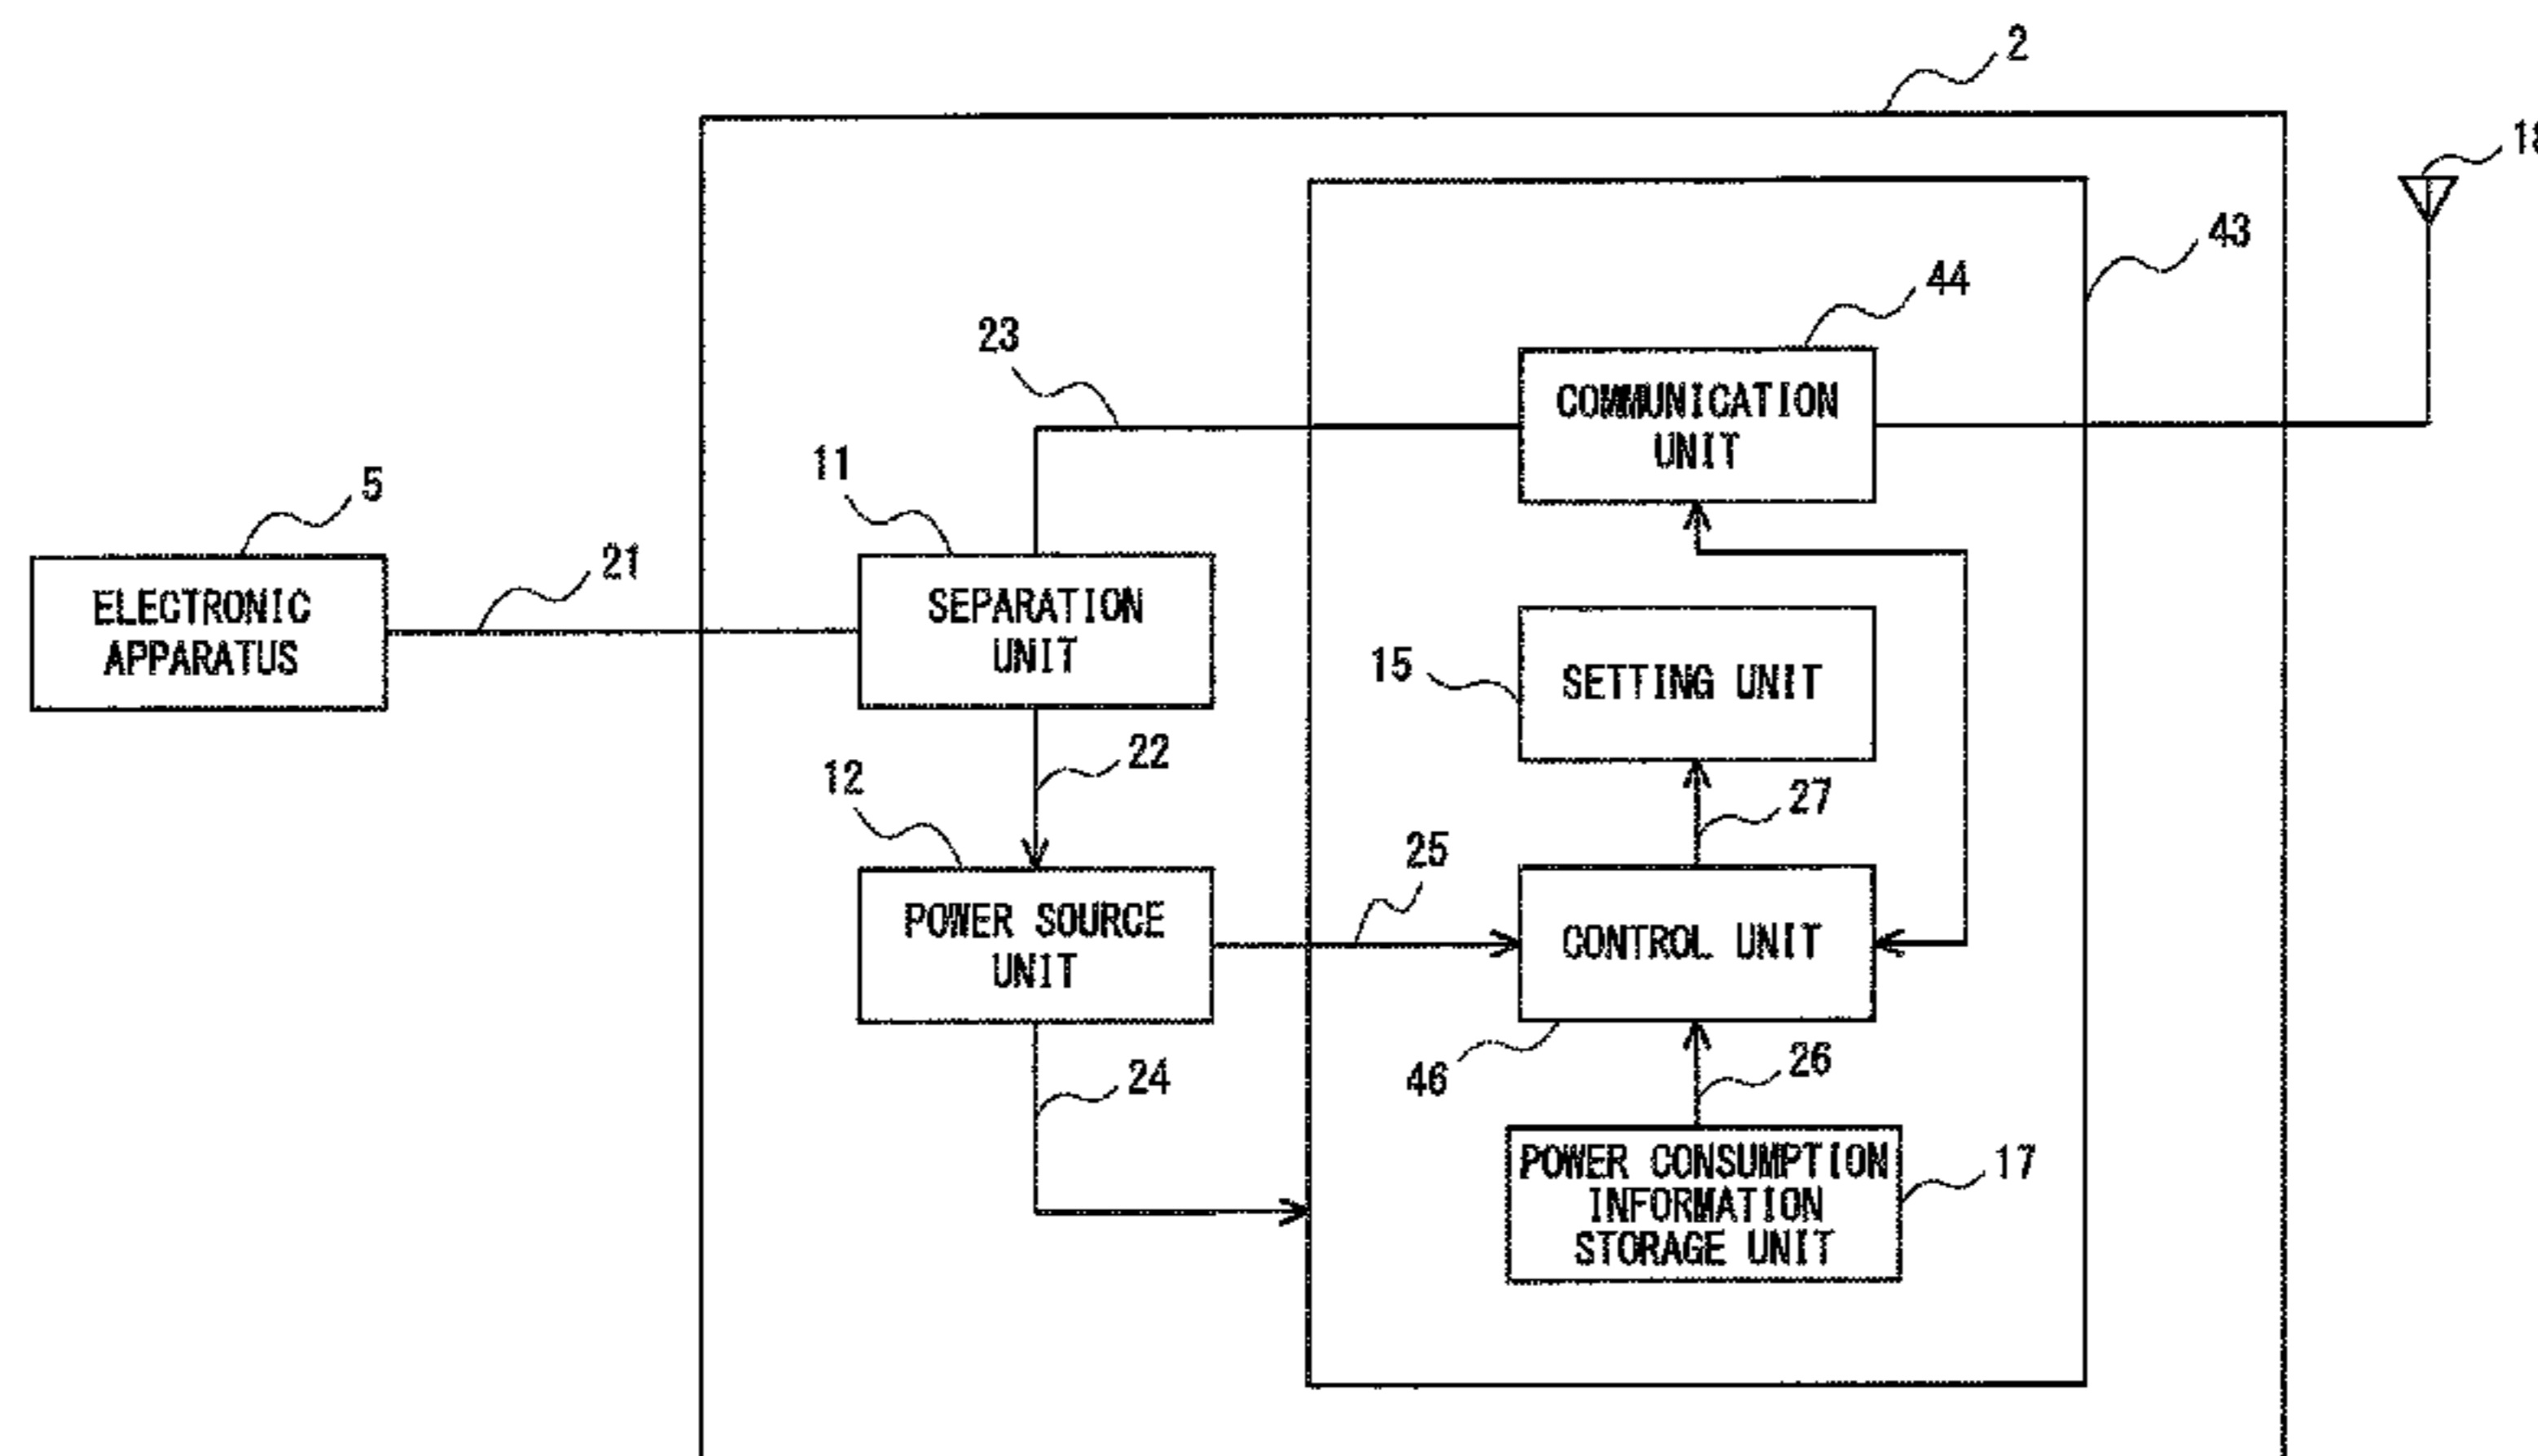 2
18
43
44
23
COMMUNICATION
UNIT
11
5
21
ELECTRONIC
APPARATUS
SEPARATION
UNIT
15
SETTING UNIT
22
12
27
25
POWER SOURCE
UNIT
CONTROL UNIT
24
46
26
POWER CONSUMPTION
INFORMATION
STORAGE UNIT
17